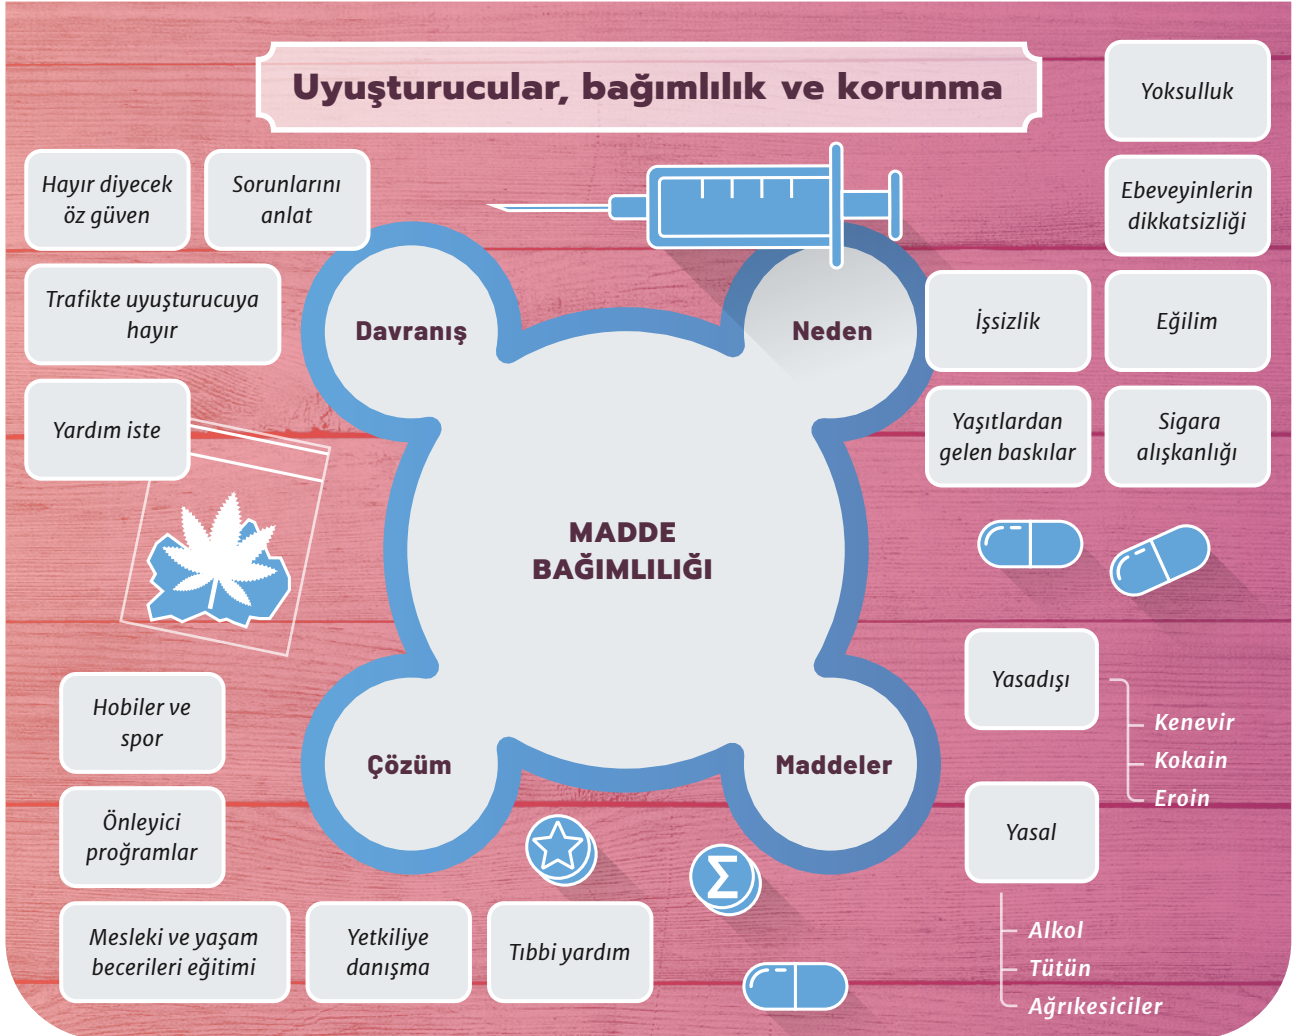 Uyuşturucular, bağımlılık ve korunma
Hayır diyecek
öz güven
Sorunlarını
anlat
Trafikte uyuşturucuya
hayır
Yardım iste
Davranış
Neden
Yoksulluk
Ebeveyinlerin
dikkatsizliği
İşsizlik
Eğilim
Yaşıtlardan
gelen baskılar
Sigara
alışkanlığı
MADDE
BAĞIMLILIĞI
Çözüm
Hobiler ve
spor
Önleyici
proğramlar
Mesleki ve yaşam
becerileri eğitimi
Yetkiliye
danışma
Tıbbi yardım
Maddeler
Yasadışı
Kenevir
Kokain
Eroin
Yasal
Alkol
Tütün
Ağrıkesiciler
Σ